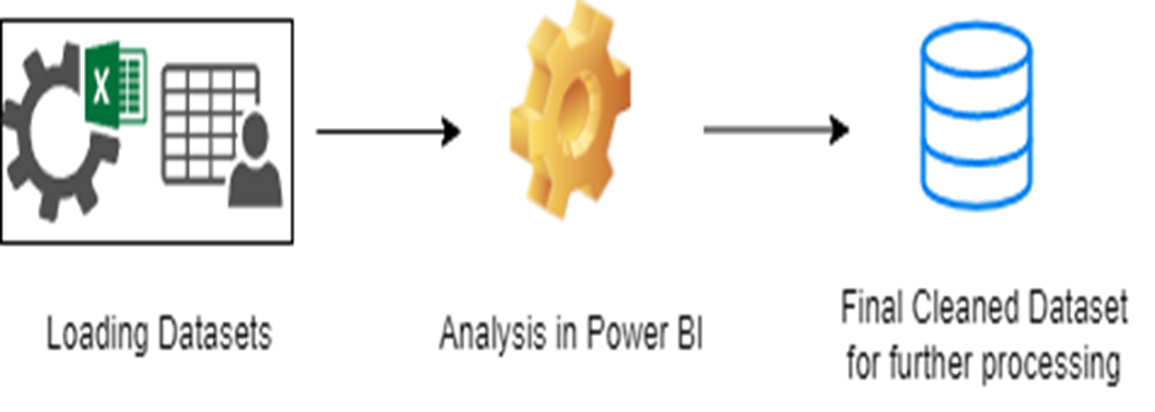 X
Loading Datasets
Analysis in Power BI
Final Cleaned Dataset
for further processing